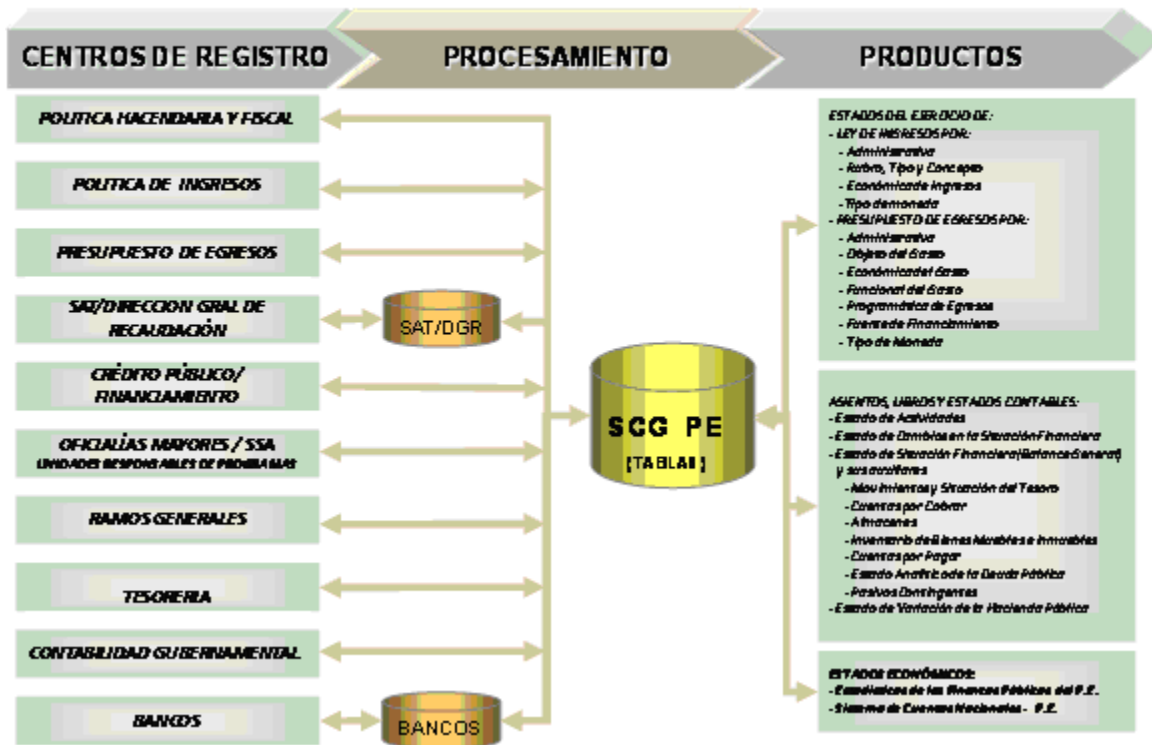 CENTROS DE REGISTRO
PROCESAMIENTO
PRODUCTOS
POLITICA HACENDARIA Y FISCAL
POLITICA DE INGRESOS
PRESUPUESTO DE EGRESOS
SAT/DIRECCION GRAL DE
RECAUDACIÓN
CRÉDITO PÚBLICO/
FINANCIAMIENTO
OFICIALÍAS MAYORES / SSA
UNIDADES RESPONSABLES DE PROGRAMAS
RAMOS GENERALES
TESORERIA
CONTABILIDAD GUBERNAMENTAL
BANCOS
SAT/DGR
BANCOS
SCG PE
(TABLAS)
ESTADOS DEL EJERCICIO DE:
- LEY DE INGRESOS POR:
- Administrativa
- Rubro, Tipo y Concepto
- Económica de Ingresos
- Tipo de moneda
- PRESUPUESTO DE EGRESOS POR:
- Administrativa
- Objeto del Gasto
- Económica del Gasto
- Funcional del Gasto
- Programática de Egresos
- Fuente de Financiamiento
- Tipo de Moneda
ASIENTOS, LIBROS Y ESTADOS CONTABLES:
- Estado de Actividades
- Estado de Cambios en la Situación Financiera
- Estado de Situación Financiera (Balance General)
y sus auxiliares
- Movimientos y Situación del Tesoro
- Cuentas por Cobrar
- Almacenes
- Inventario de Bienes Muebles e Inmuebles
- Cuentas por Pagar
- Estado Analítico de la Deuda Pública
- Pasivos Contingentes
- Estado de Variación de la Hacienda Pública
ESTADOS ECONÓMICOS:
- Estadísticas de las Finanzas Públicas del P.E.
- Sistema de Cuentas Nacionales - P.E.